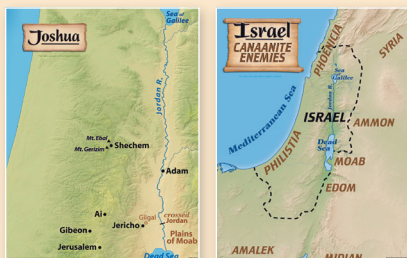 Joshua
Sea of
Galilee
Jordan R.
Mt. Ebal
Mt. Gerizim
Shechem
Adam
Ai
Gilgal
crossed
Jordan
Gibeon
Jericho
Plains
of Moab
Jerusalem
Dead Sea
Israel
CANAANITE
ENEMIES
PHOENICA
SYRIA
Sea
Galilee
Jordan R.
Mediterranean Sea
ISRAEL
AMMON
PHILISTIA
Dead
Sea
MOAB
EDOM
AMALEK
MIDIAN